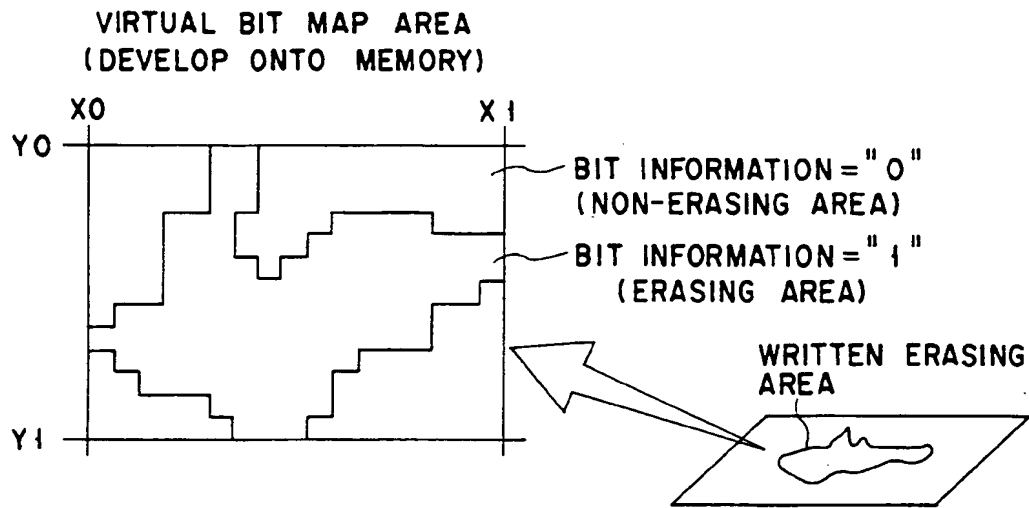 VIRTUAL BIT MAP AREA
(DEVELOP ONTO MEMORY)
X0 X1
Y0
BIT INFORMATION="0"
(NON-ERASING AREA)
BIT INFORMATION="1"
(ERASING AREA)
WRITTEN ERASING
AREA
Y1